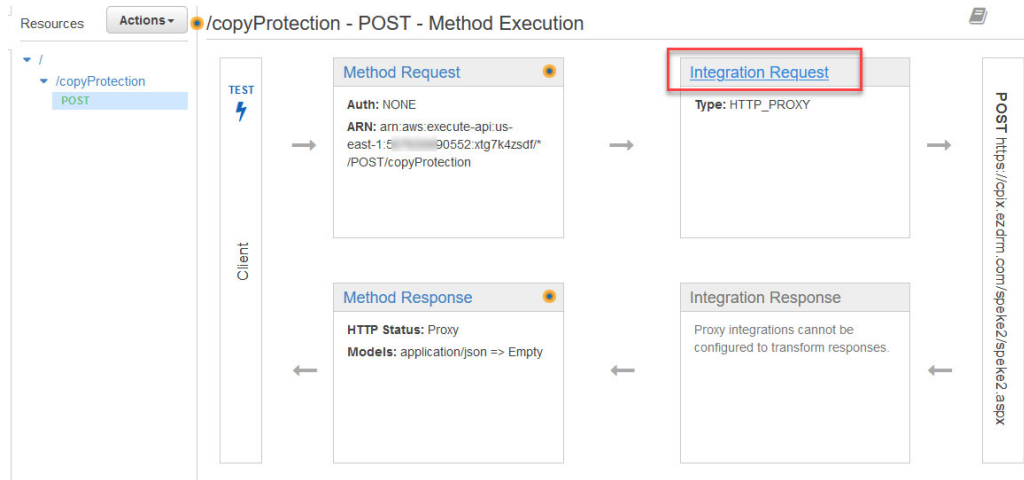 Resources
Actions
/copyProtection - POST - Method Execution
/
/copyProtection
POST
TEST
Client
Method Request
Auth: NONE
ARN: arn:aws:execute-api:us-
east-1:5 90552:xtg7k4zsdf/*
/POST/copyProtection
Integration Request
Type: HTTP_PROXY
POST https://cpix.ezdrm.com/speke2/speke2.aspx
Method Response
HTTP Status: Proxy
Models: application/json => Empty
Integration Response
Proxy integrations cannot be
configured to transform responses.